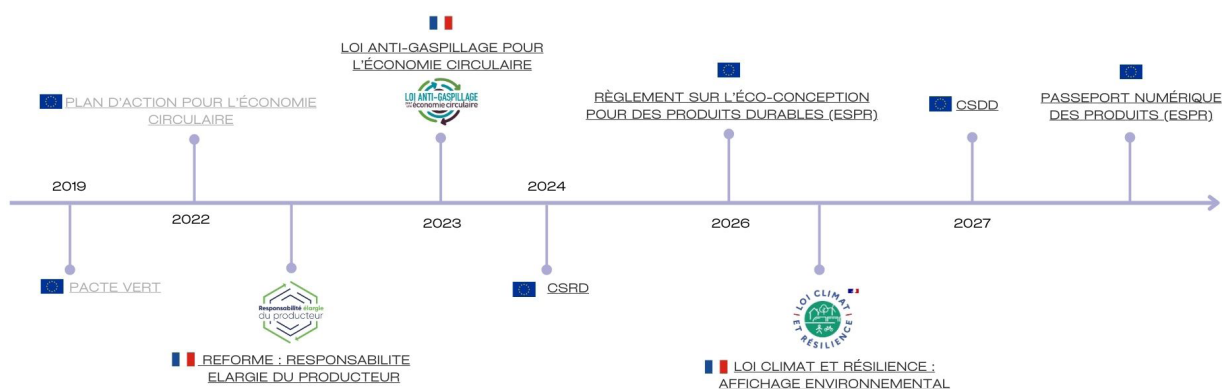 LOI ANTI-GASPILLAGE POUR
L'ÉCONOMIE CIRCULAIRE
LOI ANTI-GASPILLAGE
économie circulaire
PLAN D'ACTION POUR L'ÉCONOMIE
CIRCULAIRE
RÈGLEMENT SUR L'ÉCO-CONCEPTION
POUR DES PRODUITS DURABLES (ESPR)
CSDD
PASSEPORT NUMÉRIQUE
DES PRODUITS (ESPR)
2019
2024
2022
2023
2026
2027
PACTE VERT
Responsabilité élargie
du producteur
CSRD
LOI CLIMAT
ET RÉSILIENCE
REFORME : RESPONSABILITE
ELARGIE DU PRODUCTEUR
LOI CLIMAT ET RÉSILIENCE :
AFFICHAGE ENVIRONNEMENTAL